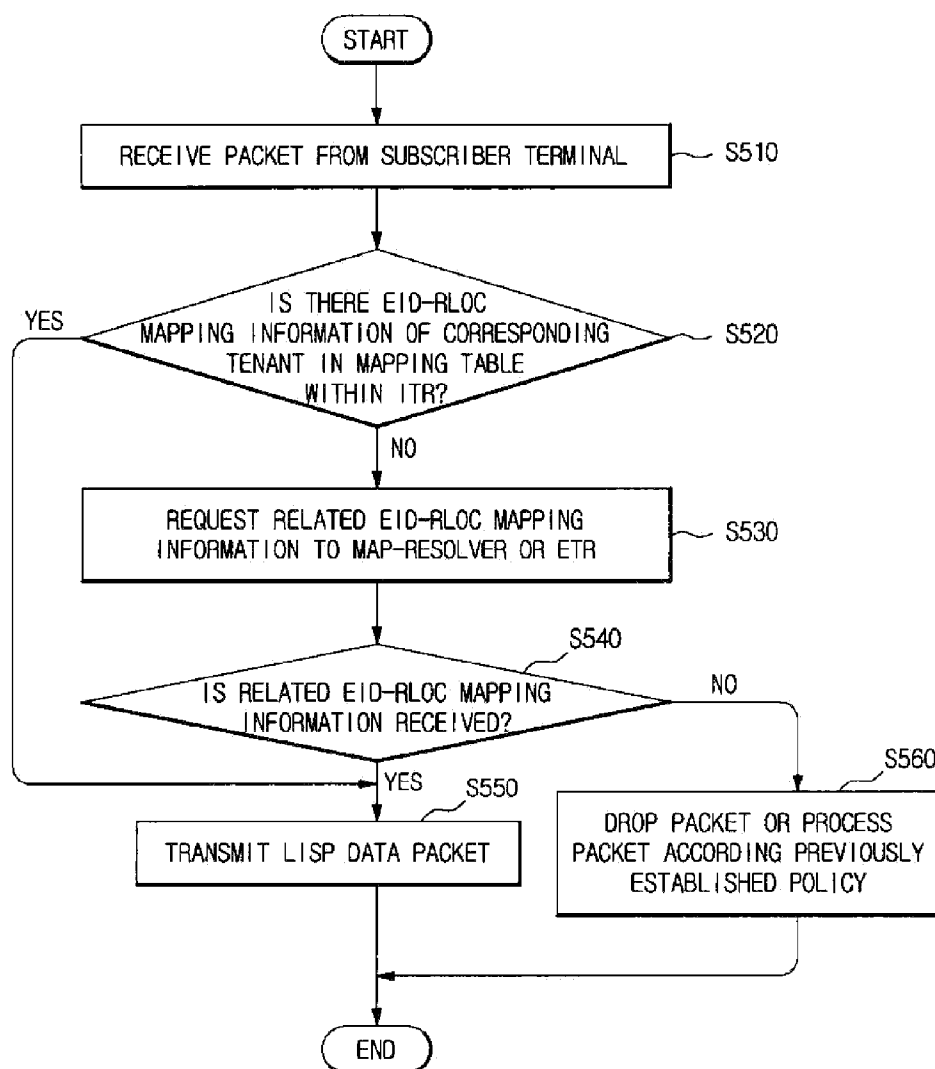 START
RECEIVE PACKET FROM SUBSCRIBER TERMINAL
S510
IS THERE EID-RLOC
MAPPING INFORMATION OF CORRESPONDING
TENANT IN MAPPING TABLE
WITHIN ITR?
YES
S520
NO
REQUEST RELATED EID-RLOC MAPPING
INFORMATION TO MAP-RESOLVER OR ETR
S530
S540
IS RELATED EID-RLOC MAPPING
INFORMATION RECEIVED?
NO
YES
S550
S560
TRANSMIT LISP DATA PACKET
DROP PACKET OR PROCESS
PACKET ACCORDING PREVIOUSLY
ESTABLISHED POLICY
END